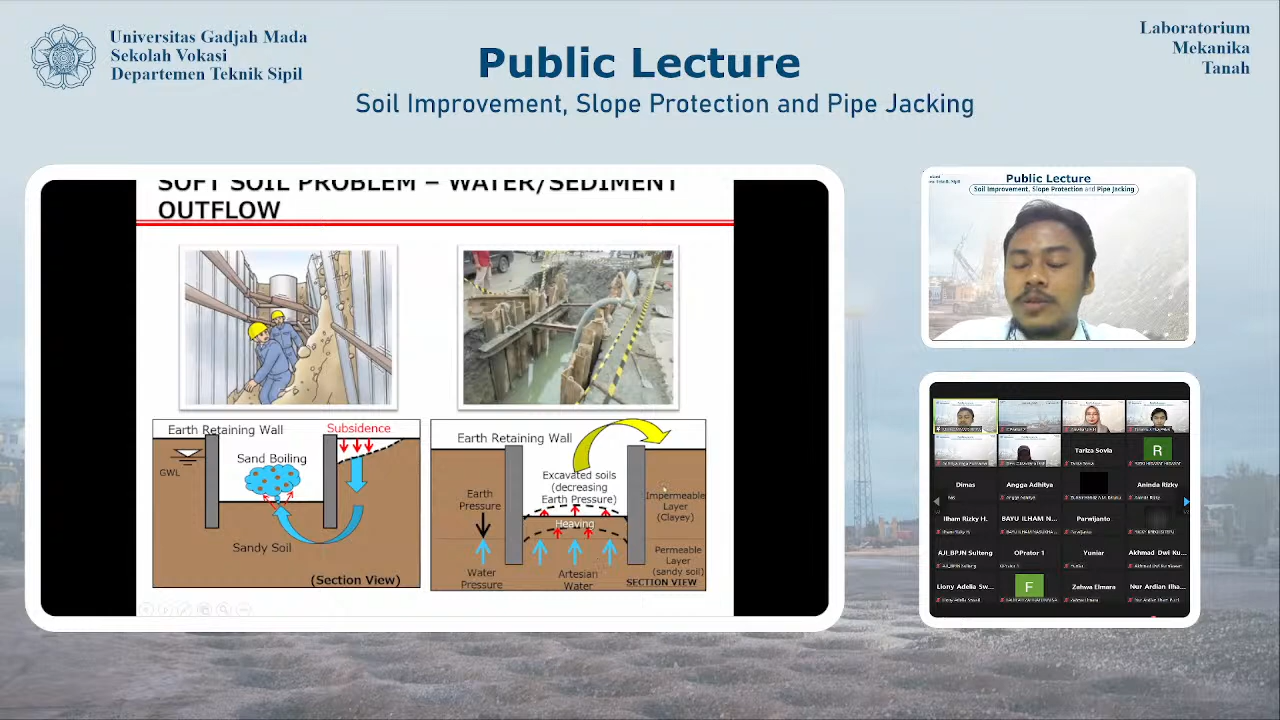 Universitas Gadjah Mada
Sekolah Vokasi
Departemen Teknik Sipil
Public Lecture
Soil Improvement, Slope Protection and Pipe Jacking
Laboratorium
Mekanika
Tanah
SOFT SOIL PROBLEM – WATER/SEDIMENT
OUTFLOW
Earth Retaining Wall
Subsidence
GWL
Sand Boiling
Sandy Soil
(Section View)
Earth Retaining Wall
Excavated soils
(decreasing
Earth Pressure)
Earth
Pressure
Heaving
Impermeable
Layer
(Clayey)
Water
Pressure
Artesian
Water
Permeable
Layer
(sandy soil)
SECTION VIEW
Public Lecture
Soil Improvement, Slope Protection and Pipe Jacking
Tariza Sovia
R
Dimas
Angga Adhitya
Aninda Rizky
Ilham Rizky H.
BAYU ILHAM N...
Parwijanto
AJI_BPJN Sulteng
OPrator 1
Yuniar
Akhmad Dwi Ku...
Liony Adelia Sw...
F
Zahwa Elmera
Nur Ardian Ilha...